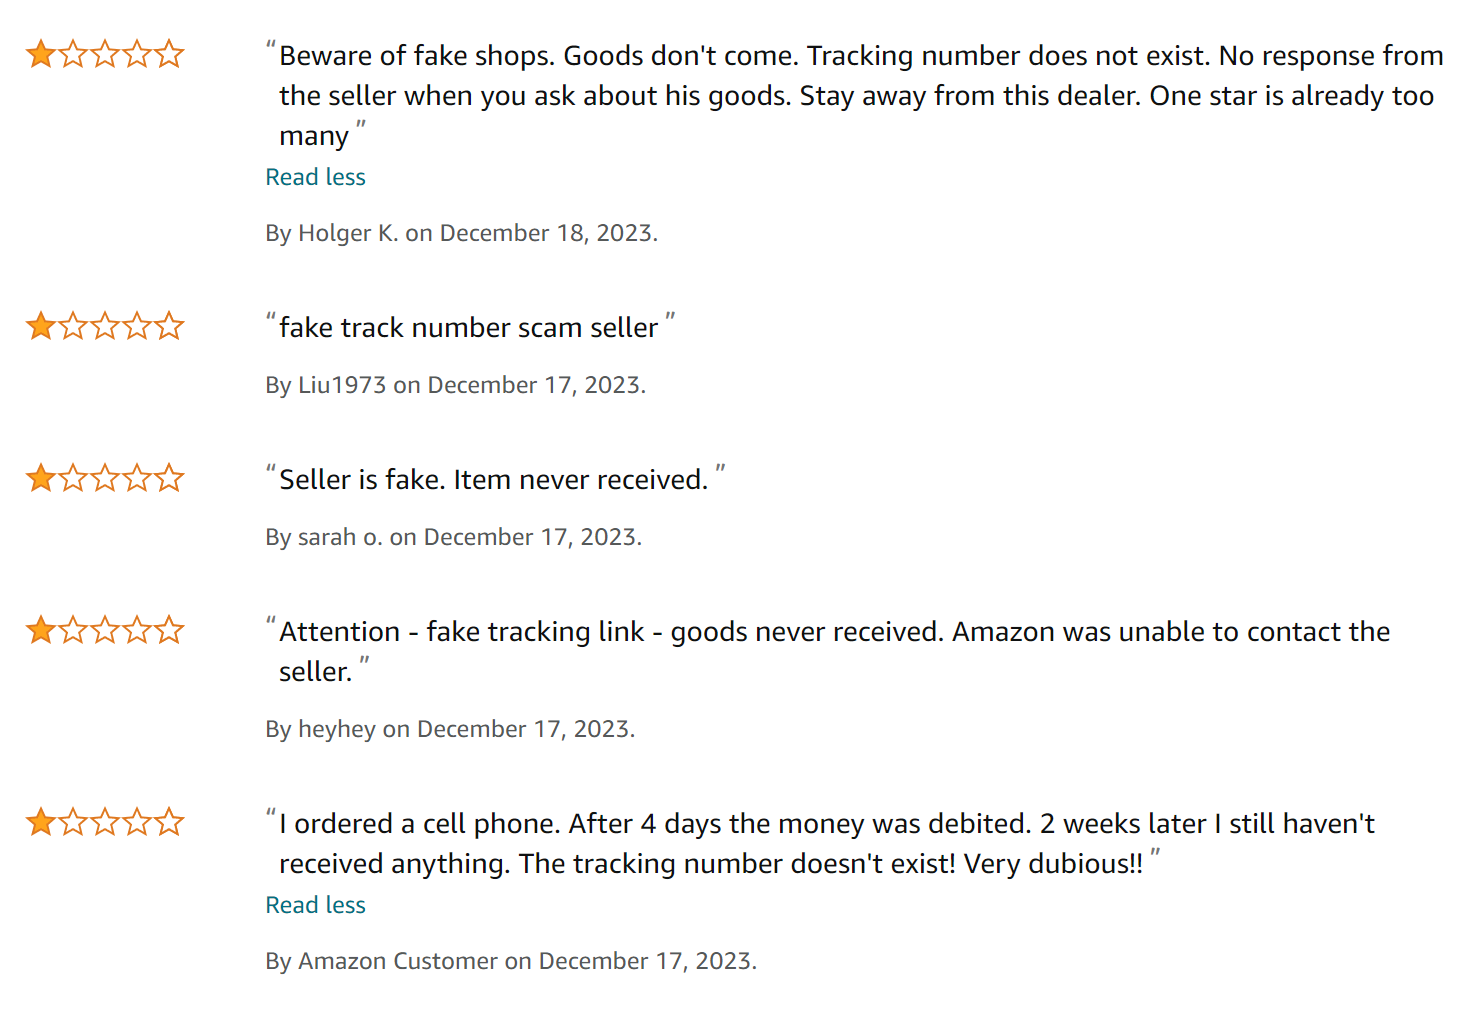 “Beware of fake shops. Goods don't come. Tracking number does not exist. No response from
the seller when you ask about his goods. Stay away from this dealer. One star is already too
many”
Read less
By Holger K. on December 18, 2023.
“fake track number scam seller”
By Liu1973 on December 17, 2023.
“Seller is fake. Item never received.”
By sarah o. on December 17, 2023.
“Attention - fake tracking link - goods never received. Amazon was unable to contact the
seller.”
By heyhey on December 17, 2023.
“I ordered a cell phone. After 4 days the money was debited. 2 weeks later I still haven't
received anything. The tracking number doesn't exist! Very dubious!!”
Read less
By Amazon Customer on December 17, 2023.